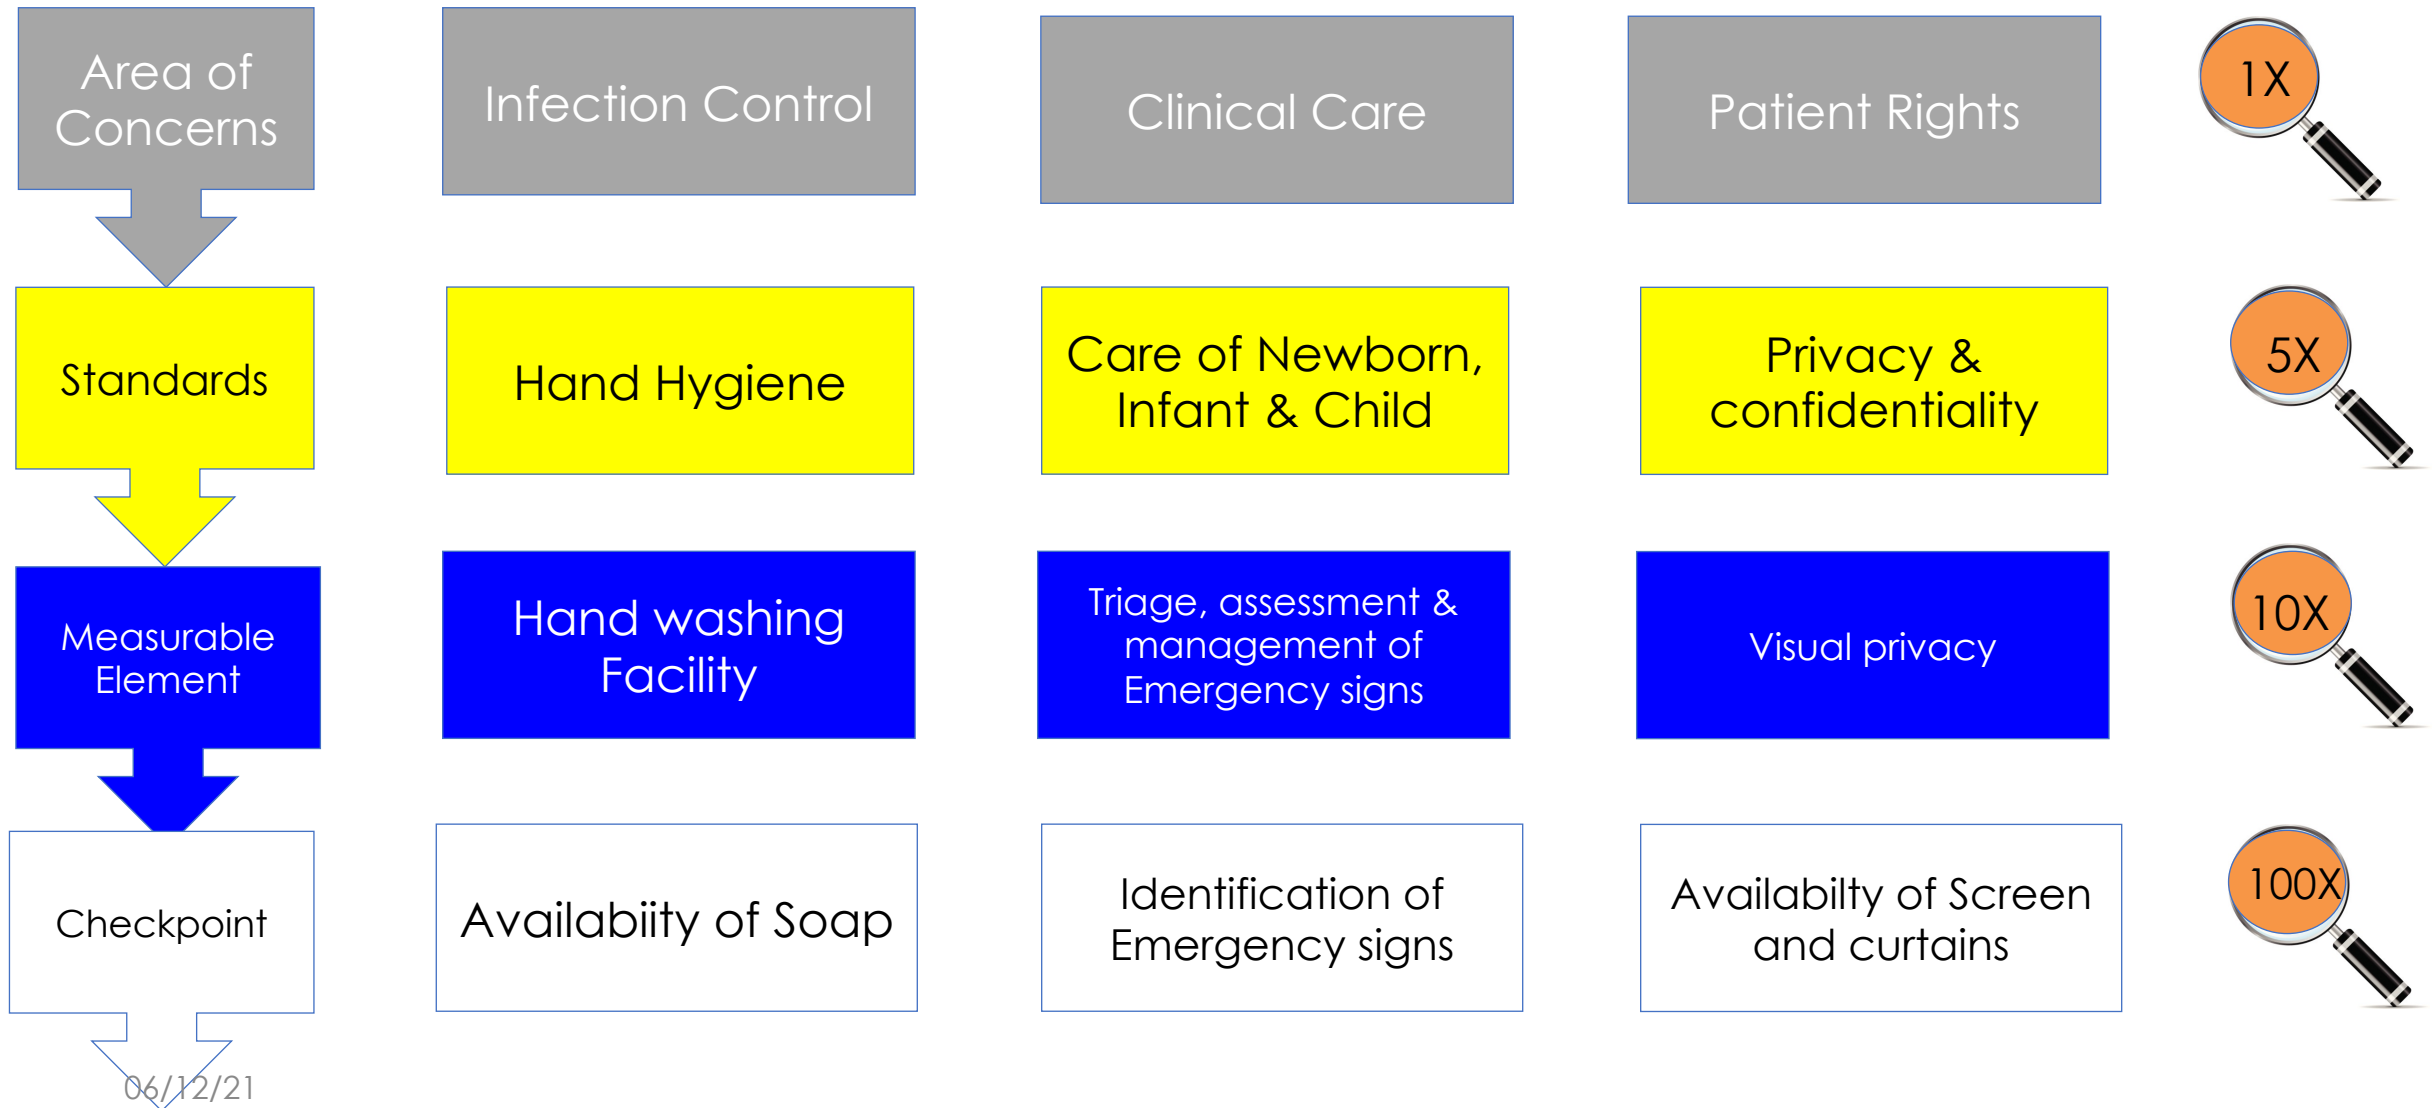 Area of
Concerns
Infection Control
Clinical Care
Patient Rights
1X
Standards
Hand Hygiene
Care of Newborn,
Infant & Child
Privacy &
confidentiality
5X
Measurable
Element
Hand washing
Facility
Triage, assessment &
management of
Emergency signs
Visual privacy
10X
Checkpoint
Availabiity of Soap
Identification of
Emergency signs
Availabilty of Screen
and curtains
100X
06/12/21